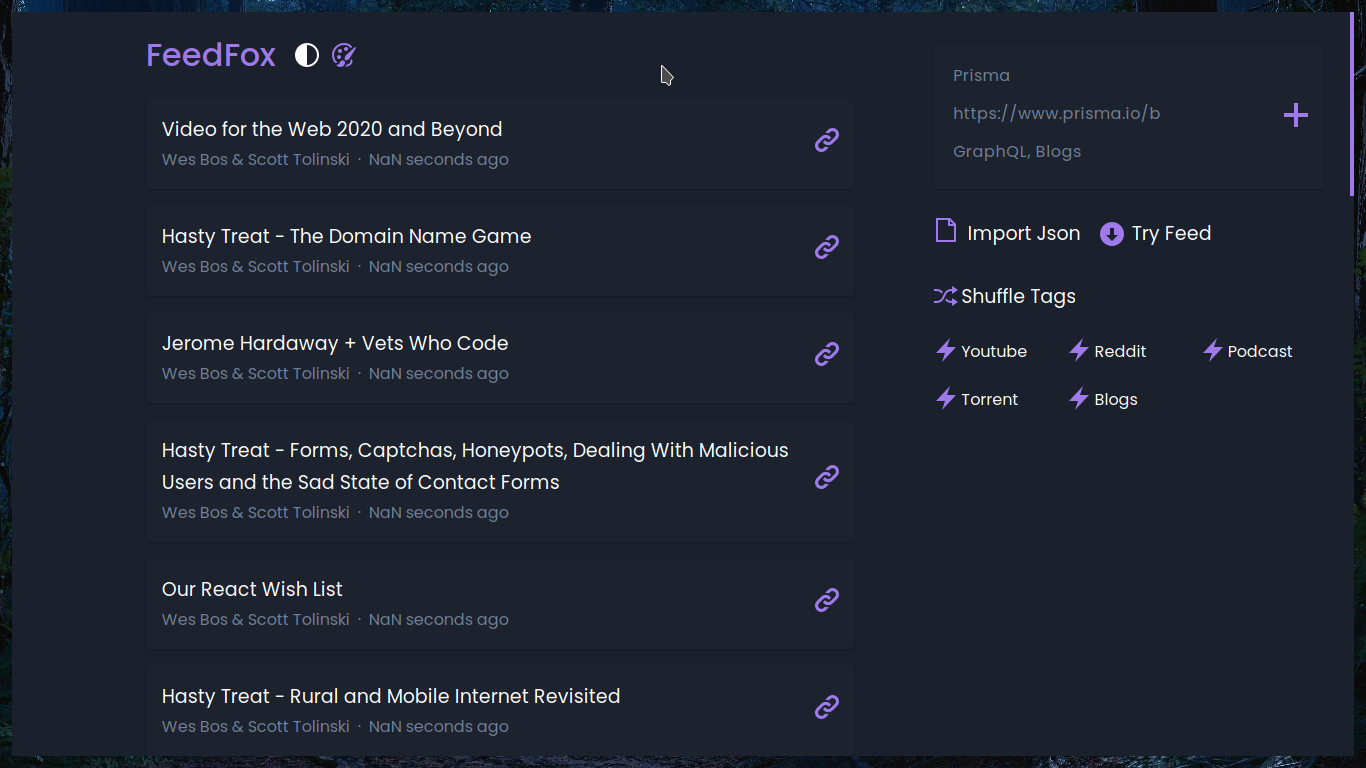 FeedFox
Video for the Web 2020 and Beyond
Wes Bos & Scott Tolinski · NaN seconds ago
Hasty Treat - The Domain Name Game
Wes Bos & Scott Tolinski · NaN seconds ago
Jerome Hardaway + Vets Who Code
Wes Bos & Scott Tolinski · NaN seconds ago
Hasty Treat - Forms, Captchas, Honeypots, Dealing With Malicious
Users and the Sad State of Contact Forms
Wes Bos & Scott Tolinski · NaN seconds ago
Our React Wish List
Wes Bos & Scott Tolinski · NaN seconds ago
Hasty Treat - Rural and Mobile Internet Revisited
Wes Bos & Scott Tolinski · NaN seconds ago
Prisma
https://www.prisma.io/b
GraphQL, Blogs
Import Json Try Feed
Shuffle Tags
Youtube Reddit Podcast
Torrent Blogs